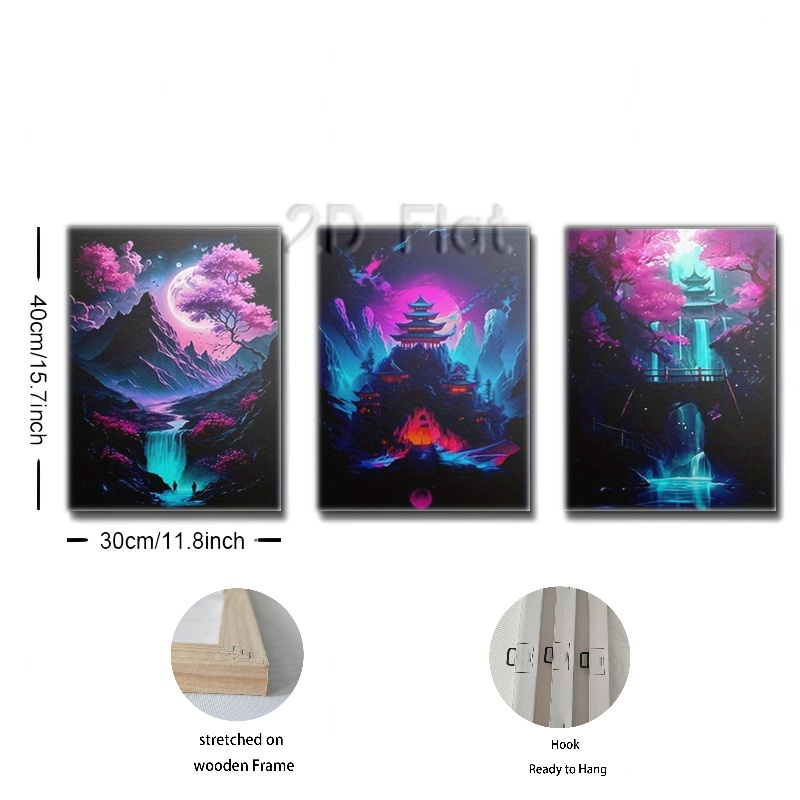 2D Flat
40cm/15.7inch
30cm/11.8inch
stretched on
wooden Frame
Hook
Ready to Hang